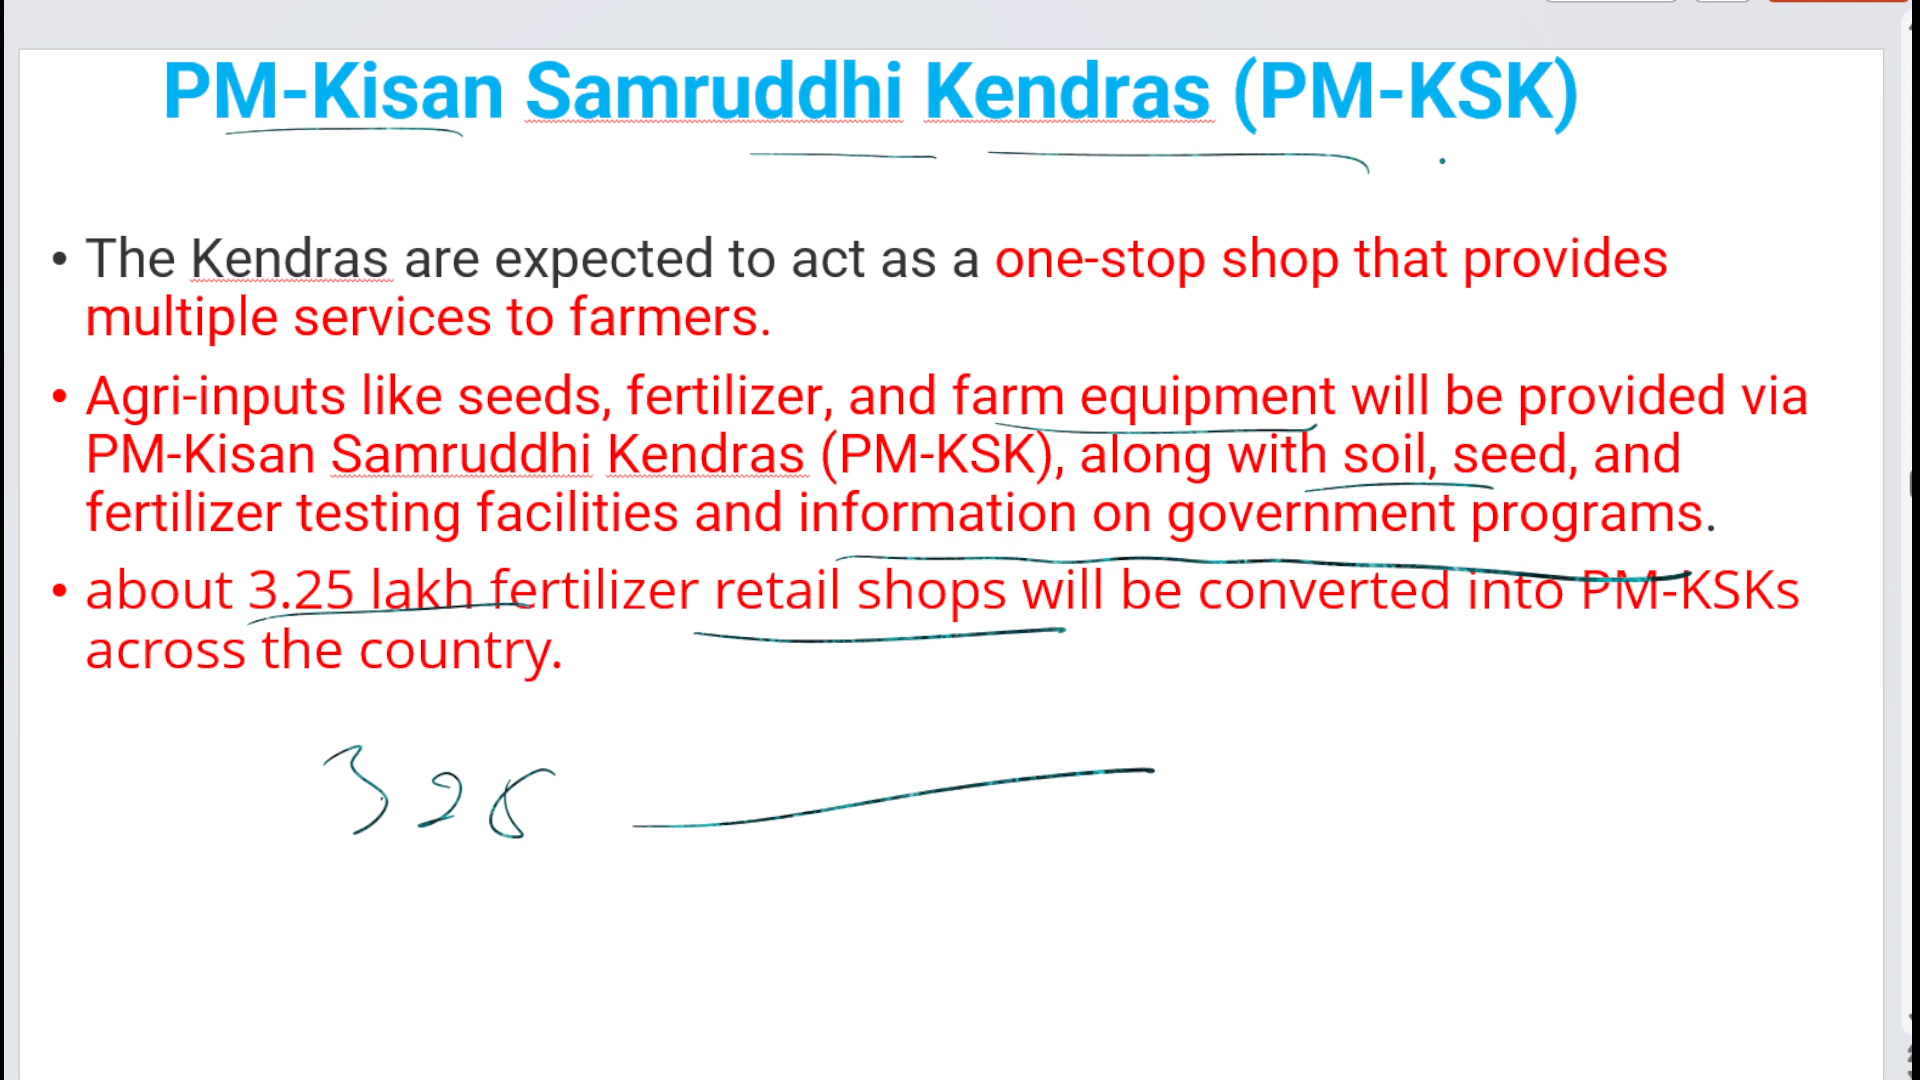 PM-Kisan Samruddhi Kendras (PM-KSK)
• The Kendras are expected to act as a one-stop shop that provides
multiple services to farmers.
• Agri-inputs like seeds, fertilizer, and farm equipment will be provided via
PM-Kisan Samruddhi Kendras (PM-KSK), along with soil, seed, and
fertilizer testing facilities and information on government programs.
• about 3.25 lakh fertilizer retail shops will be converted into PM-KSKs
across the country.